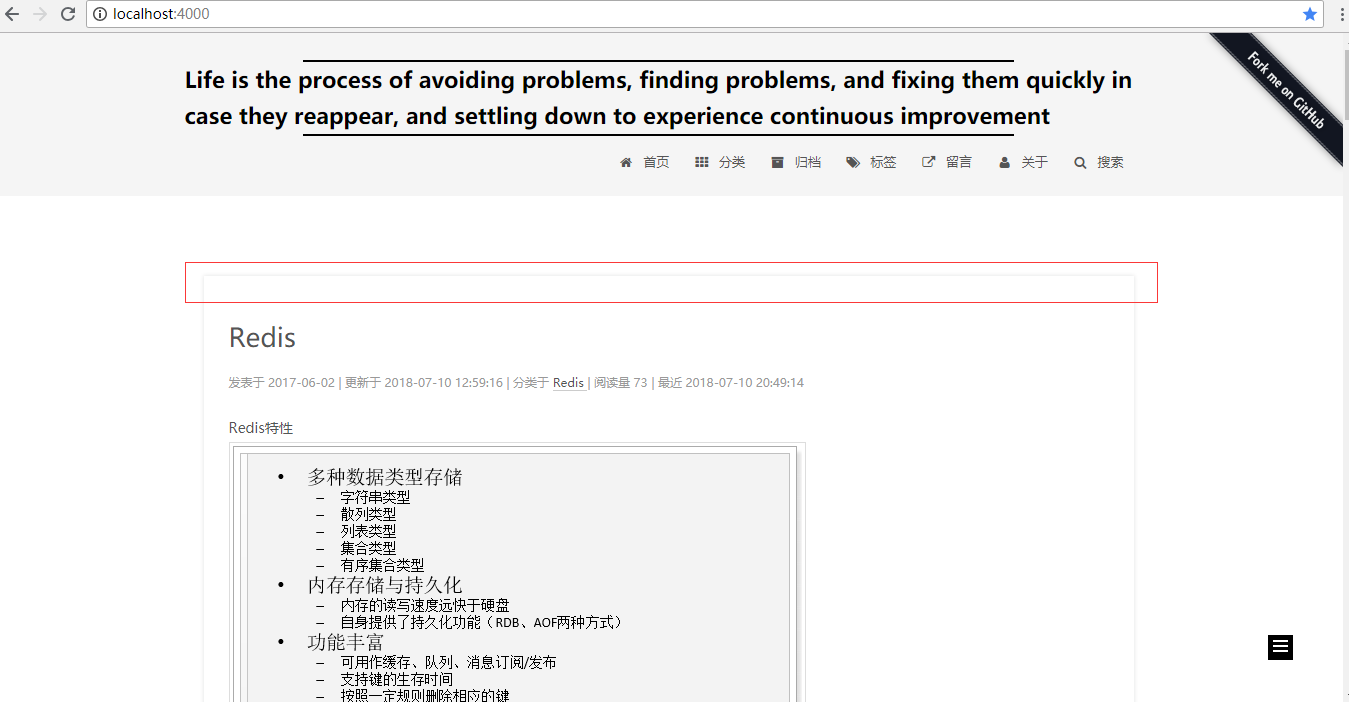 localhost:4000
Life is the process of avoiding problems, finding problems, and fixing them quickly in
case they reappear, and settling down to experience continuous improvement
Fork me on GitHub
首页 分类 归档 标签 留言 关于 搜索
Redis
发表于 2017-06-02 | 更新于 2018-07-10 12:59:16 | 分类于 Redis | 阅读量 73 | 最近 2018-07-10 20:49:14
Redis特性
• 多种数据类型存储
– 字符串类型
– 散列类型
– 列表类型
– 集合类型
– 有序集合类型
• 内存存储与持久化
– 内存的读写速度远快于硬盘
– 自身提供了持久化功能（RDB、AOF两种方式）
• 功能丰富
– 可用作缓存、队列、消息订阅/发布
– 支持键的生存时间
– 按照一定规则删除相应的键